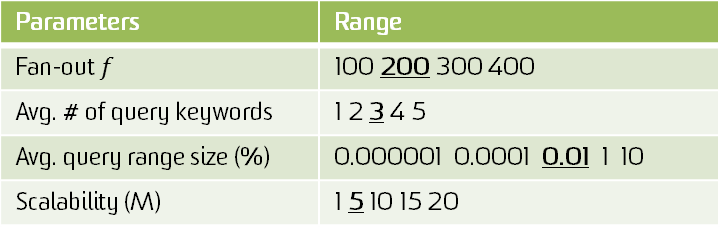 Parameters Range
Fan-out f 100 200 300 400
Avg. # of query keywords 1 2 3 4 5
Avg. query range size (%) 0.000001 0.0001 0.01 1 10
Scalability (M) 1 5 10 15 20